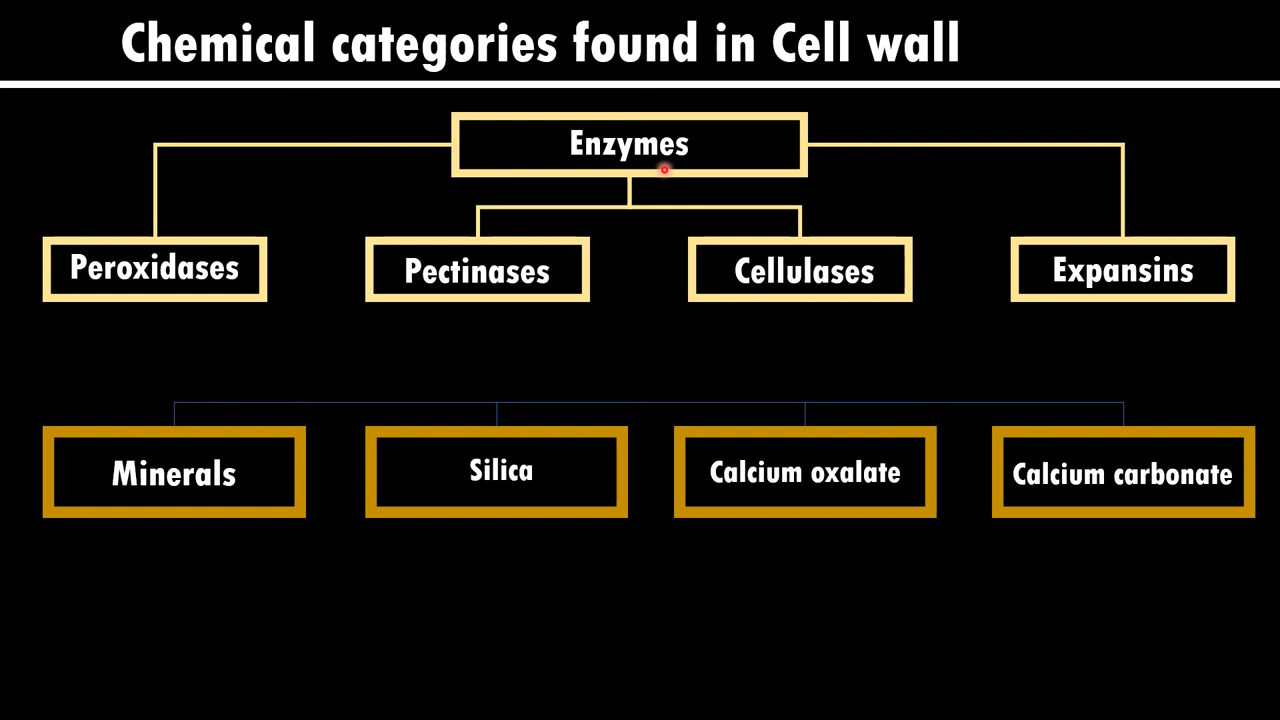 Chemical categories found in Cell wall
Enzymes
Peroxidases
Pectinases
Cellulases
Expansins
Minerals
Silica
Calcium oxalate
Calcium carbonate